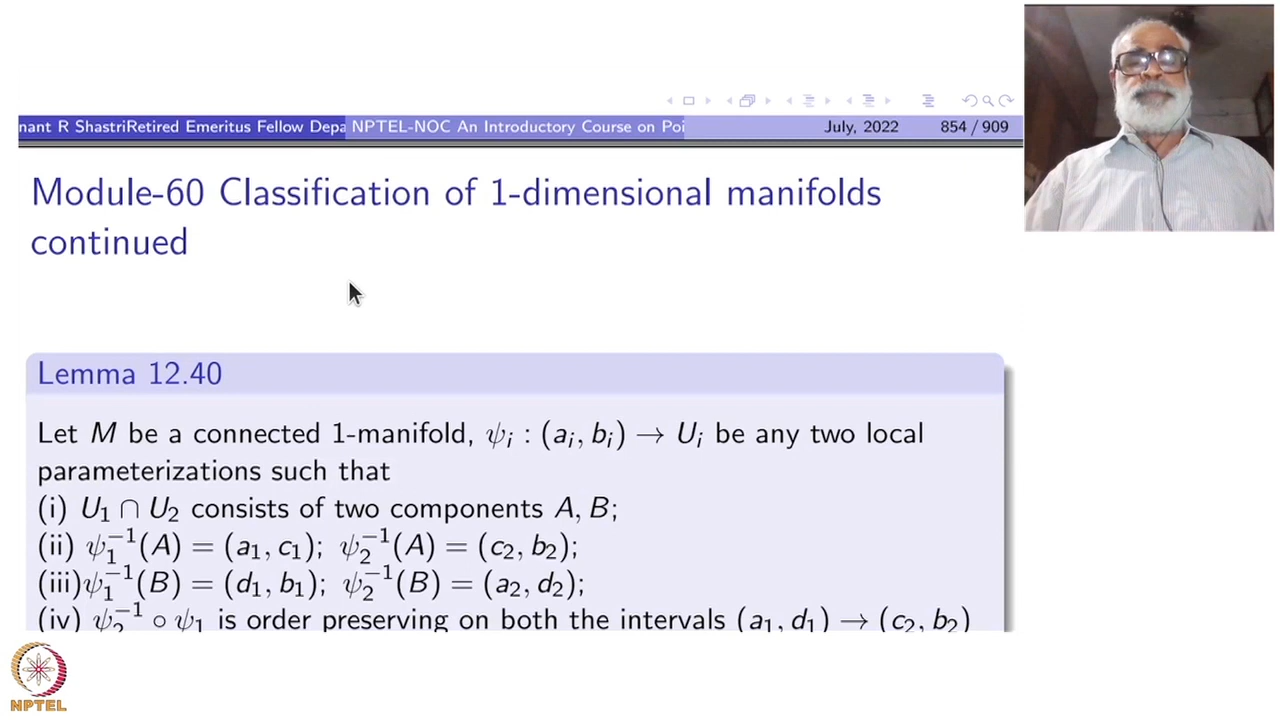 nant R ShastriRetired Emeritus Fellow Depa NPTEL-NOC An Introductory Course on Poi July, 2022 854 / 909
Module-60 Classification of 1-dimensional manifolds
continued
Lemma 12.40
Let M be a connected 1-manifold, ψᵢ : (aᵢ, bᵢ) → Uᵢ be any two local
parameterizations such that
(i) U₁ ∩ U₂ consists of two components A, B;
(ii) ψ₁⁻¹(A) = (a₁, c₁); ψ₂⁻¹(A) = (c₂, b₂);
(iii)ψ₁⁻¹(B) = (d₁, b₁); ψ₂⁻¹(B) = (a₂, d₂);
(iv) ψ₂⁻¹ ∘ ψ₁ is order preserving on both the intervals (a₁, d₁) → (c₂, b₂)
NPTEL